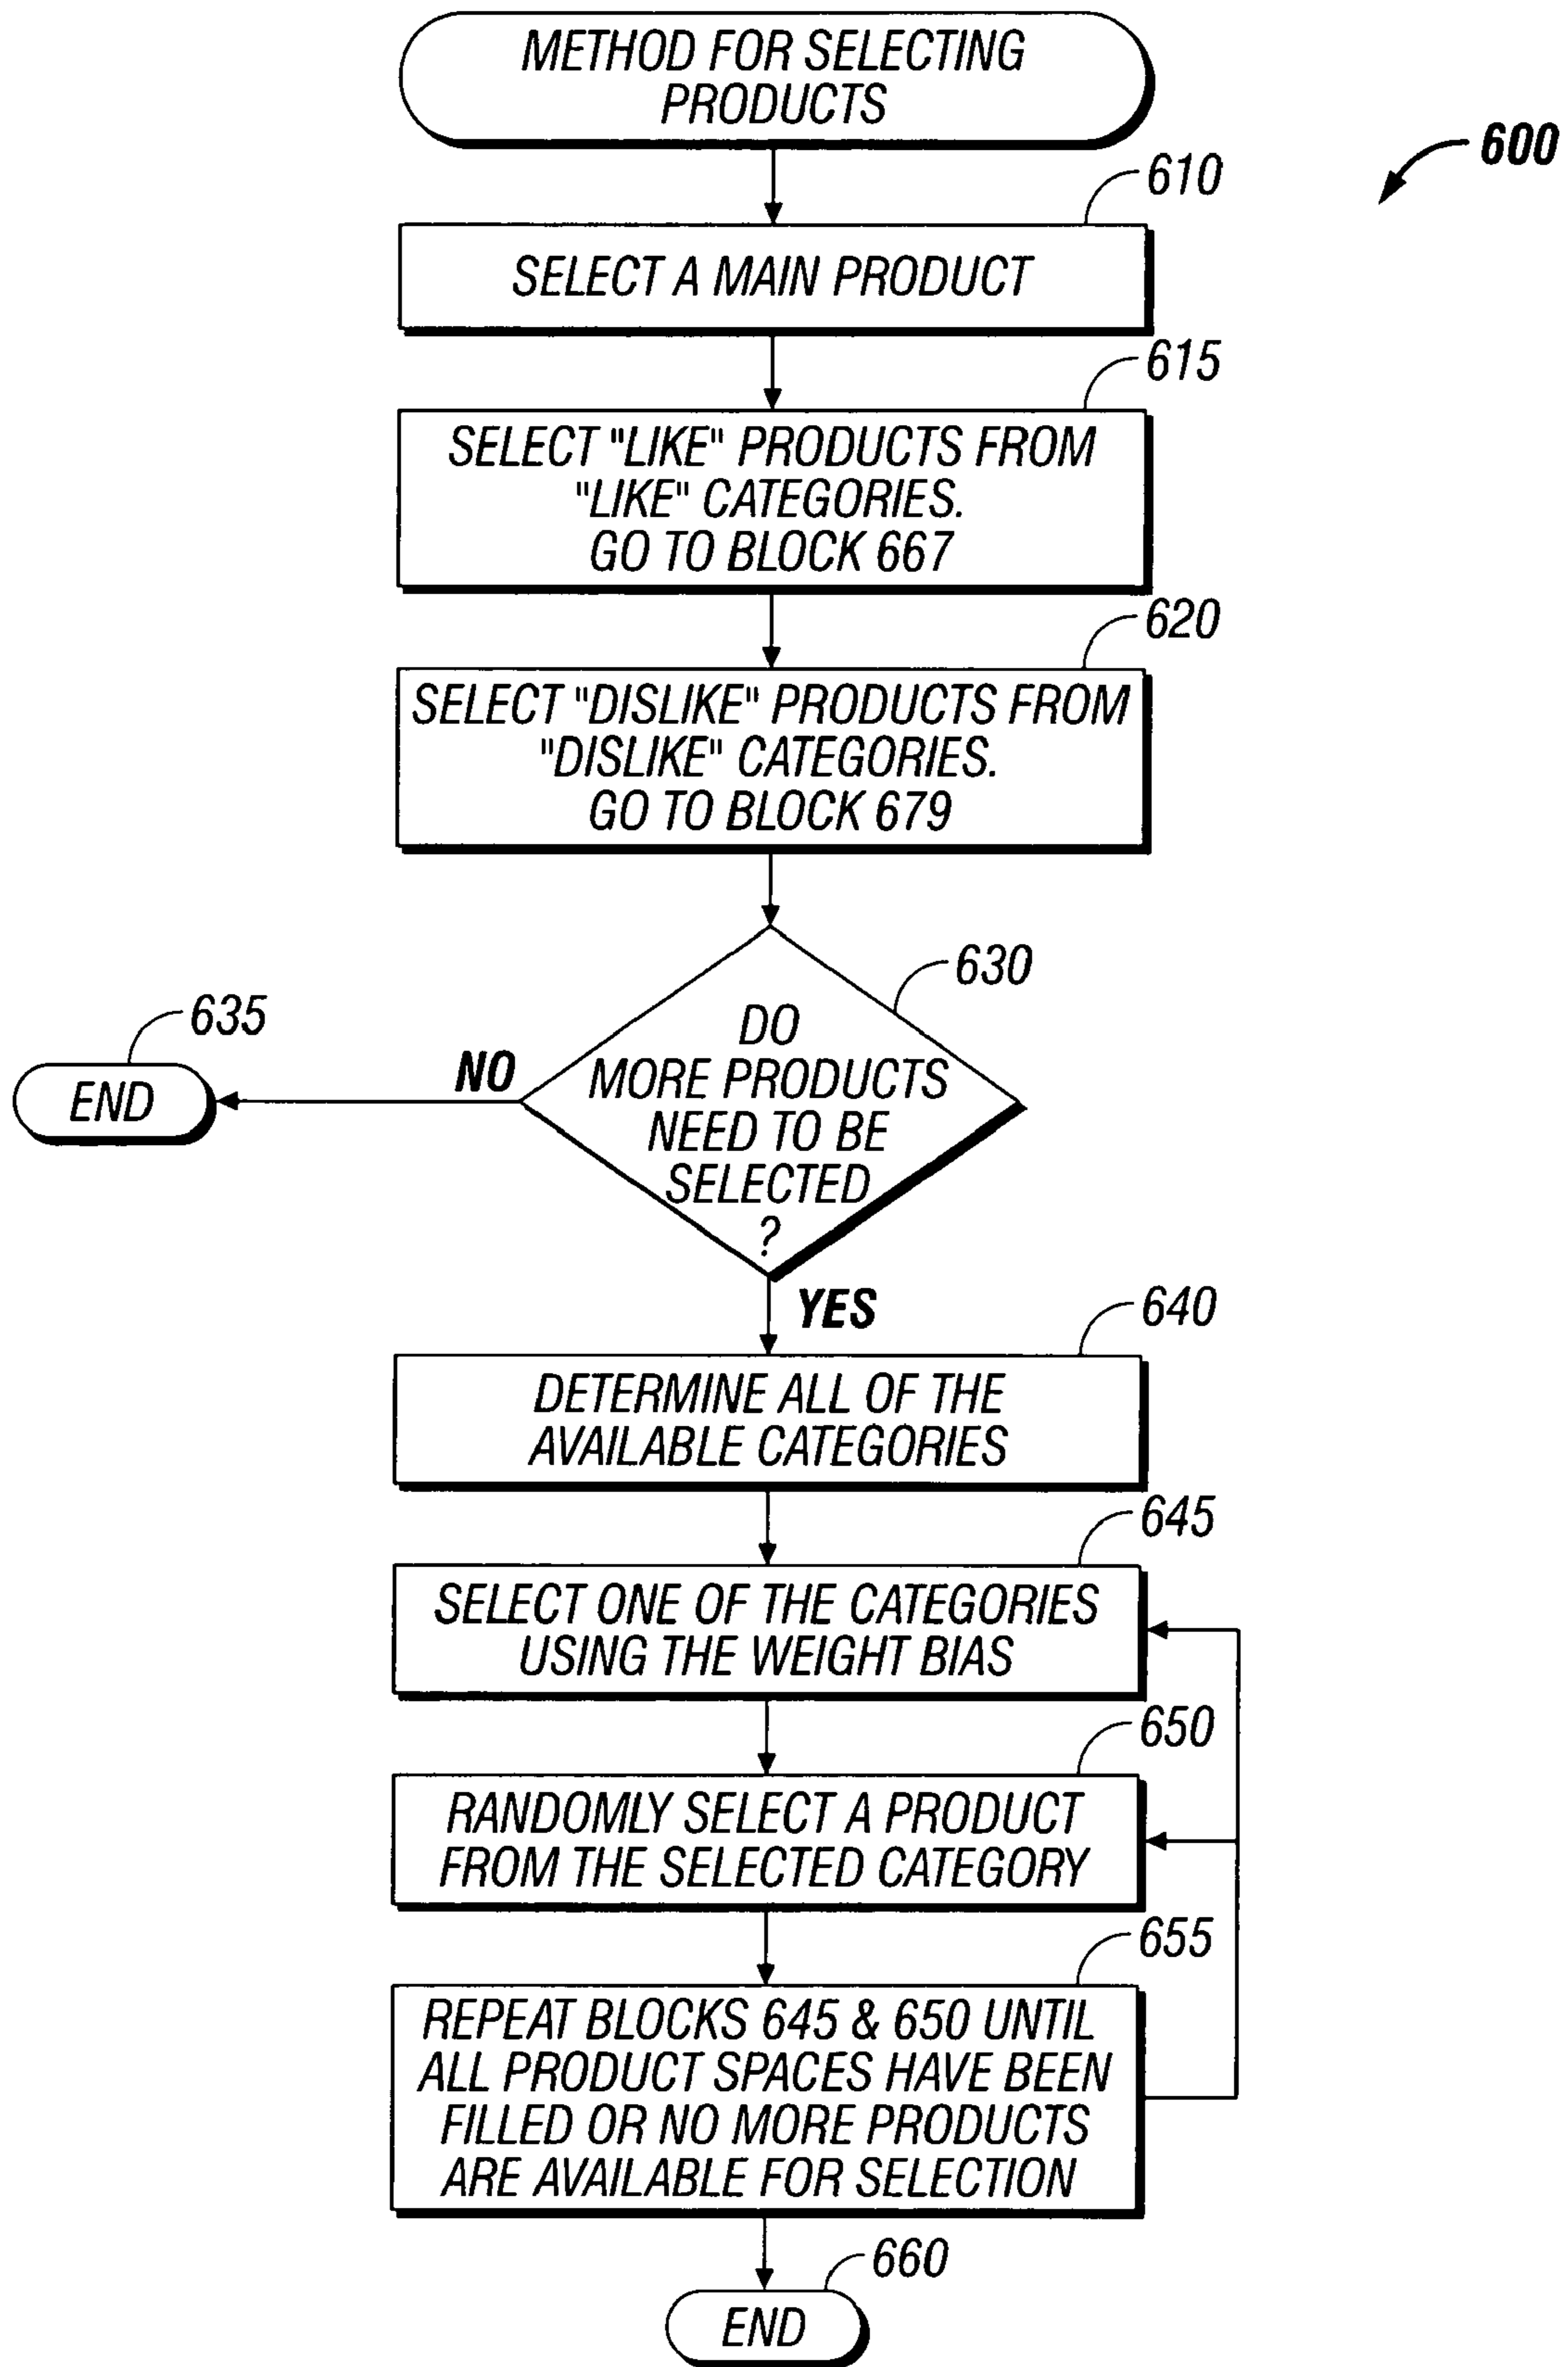 METHOD FOR SELECTING
PRODUCTS
600
610
SELECT A MAIN PRODUCT
615
SELECT "LIKE" PRODUCTS FROM
"LIKE" CATEGORIES.
GO TO BLOCK 667
620
SELECT "DISLIKE" PRODUCTS FROM
"DISLIKE" CATEGORIES.
GO TO BLOCK 679
630
DO
MORE PRODUCTS
NEED TO BE
SELECTED
?
635
END
NO
YES
640
DETERMINE ALL OF THE
AVAILABLE CATEGORIES
645
SELECT ONE OF THE CATEGORIES
USING THE WEIGHT BIAS
650
RANDOMLY SELECT A PRODUCT
FROM THE SELECTED CATEGORY
655
REPEAT BLOCKS 645 & 650 UNTIL
ALL PRODUCT SPACES HAVE BEEN
FILLED OR NO MORE PRODUCTS
ARE AVAILABLE FOR SELECTION
660
END